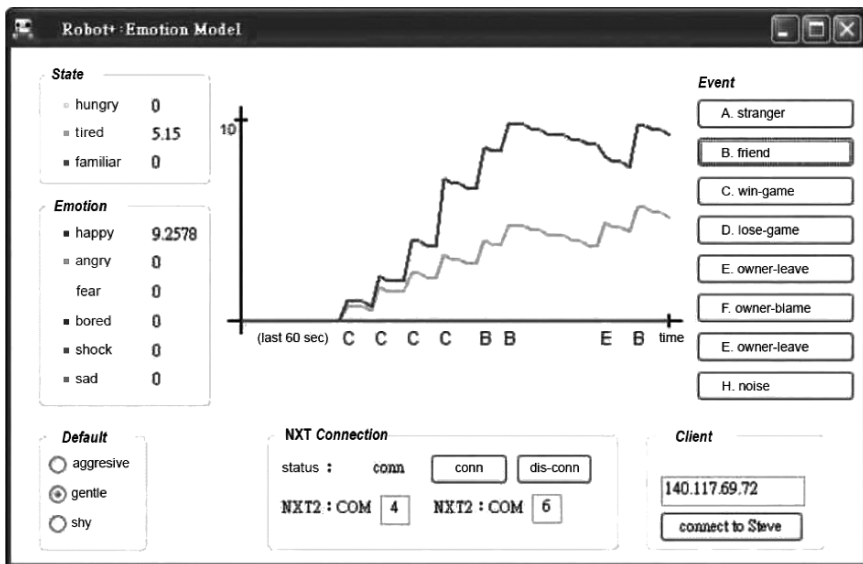 Robot+:Emotion Model
State
hungry 0
tired 5.15
familiar 0
Emotion
happy 9.2578
angry 0
fear 0
bored 0
shock 0
sad 0
10
(last 60 sec) C C C C B B E B time
Event
A. stranger
B. friend
C. win-game
D. lose-game
E. owner-leave
F. owner-blame
E. owner-leave
H. noise
Default
aggresive
gentle
shy
NXT Connection
status : conn conn dis-conn
NXT2 : COM 4 NXT2 : COM 6
Client
140.117.69.72
connect to Steve